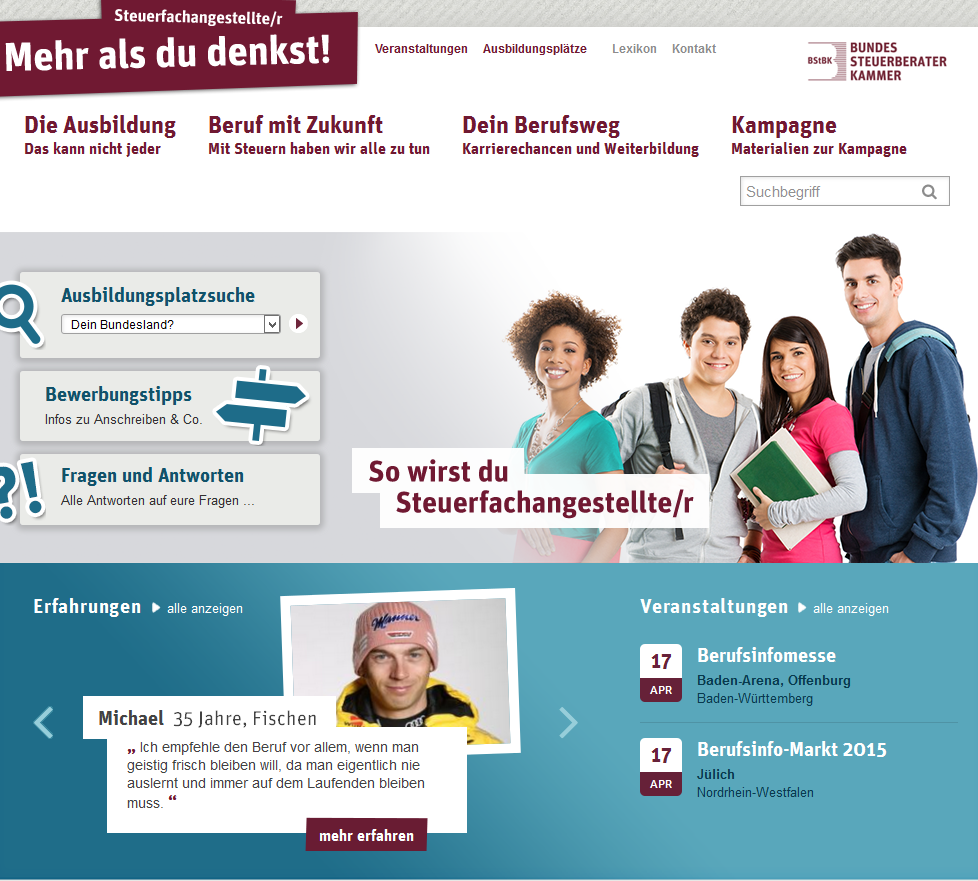 Steuerfachangestellte/r
Mehr als du denkst!
Veranstaltungen
Ausbildungsplätze
Lexikon
Kontakt
BStBK
BUNDES
STEUERBERATER
KAMMER
Die Ausbildung
Das kann nicht jeder
Beruf mit Zukunft
Mit Steuern haben wir alle zu tun
Dein Berufsweg
Karrierechancen und Weiterbildung
Kampagne
Materialien zur Kampagne
Suchbegriff
Ausbildungsplatzsuche
Dein Bundesland?
Bewerbungstipps
Infos zu Anschreiben & Co.
?!
Fragen und Antworten
Alle Antworten auf eure Fragen ...
So wirst du
Steuerfachangestellte/r
Erfahrungen
alle anzeigen
Manner
Michael 35 Jahre, Fischen
„ Ich empfehle den Beruf vor allem, wenn man
geistig frisch bleiben will, da man eigentlich nie
auslernt und immer auf dem Laufenden bleiben
muss. “
mehr erfahren
Veranstaltungen
alle anzeigen
17
APR
Berufsinfomesse
Baden-Arena, Offenburg
Baden-Württemberg
17
APR
Berufsinfo-Markt 2015
Jülich
Nordrhein-Westfalen